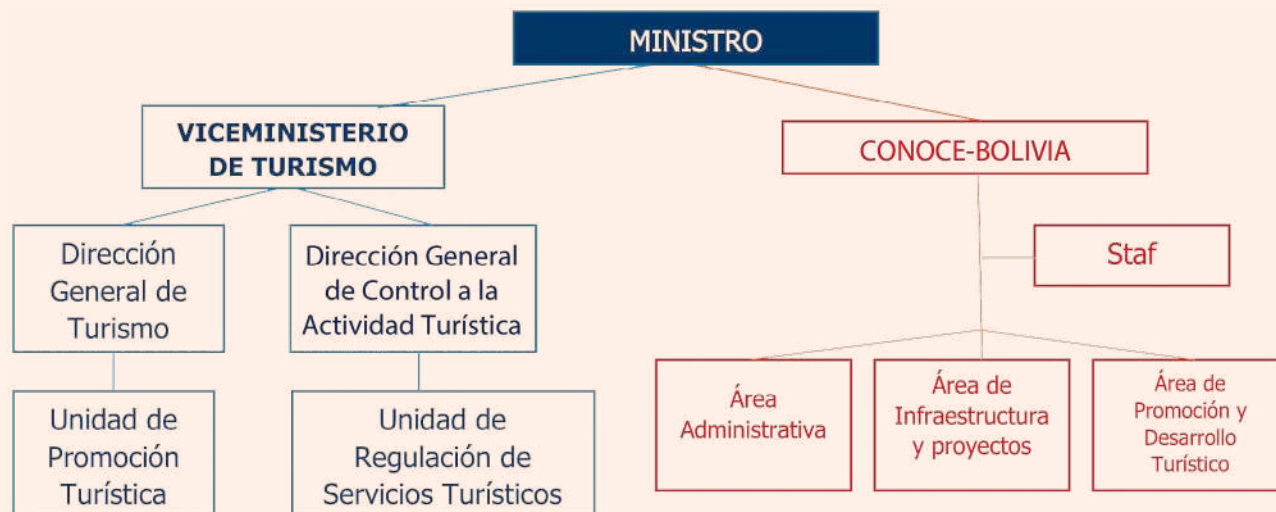 MINISTRO
VICEMINISTERIO
DE TURISMO
CONOCE-BOLIVIA
Dirección
General de
Turismo
Dirección General
de Control a la
Actividad Turística
Staf
Unidad de
Promoción
Turística
Unidad de
Regulación de
Servicios Turísticos
Área
Administrativa
Área de
Infraestructura
y proyectos
Área de
Promoción y
Desarrollo
Turístico